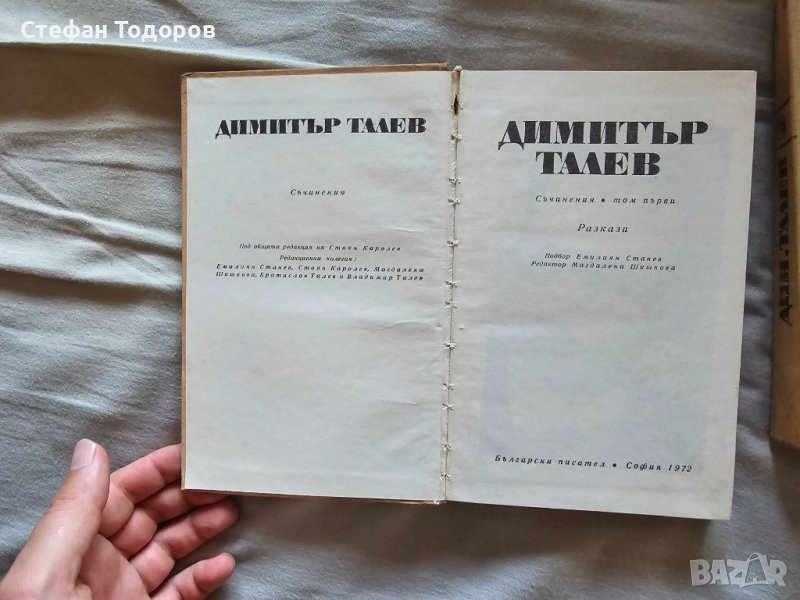 Стефан Тодоров
ДИМИТЪР ТАЛЕВ
Съчинения
Под общата редакция на Стоян Каролев
Редакционна колегия:
Емилиян Станев, Стоян Каролев, Магдалена
Шишкова, Братислав Талев и Владимир Талев
ДИМИТЪР
ТАЛЕВ
Съчинения • том първи
Разкази
Подбор Емилиян Станев
Редактор Магдалена Шишкова
Български писател • София 1972
BAZAR